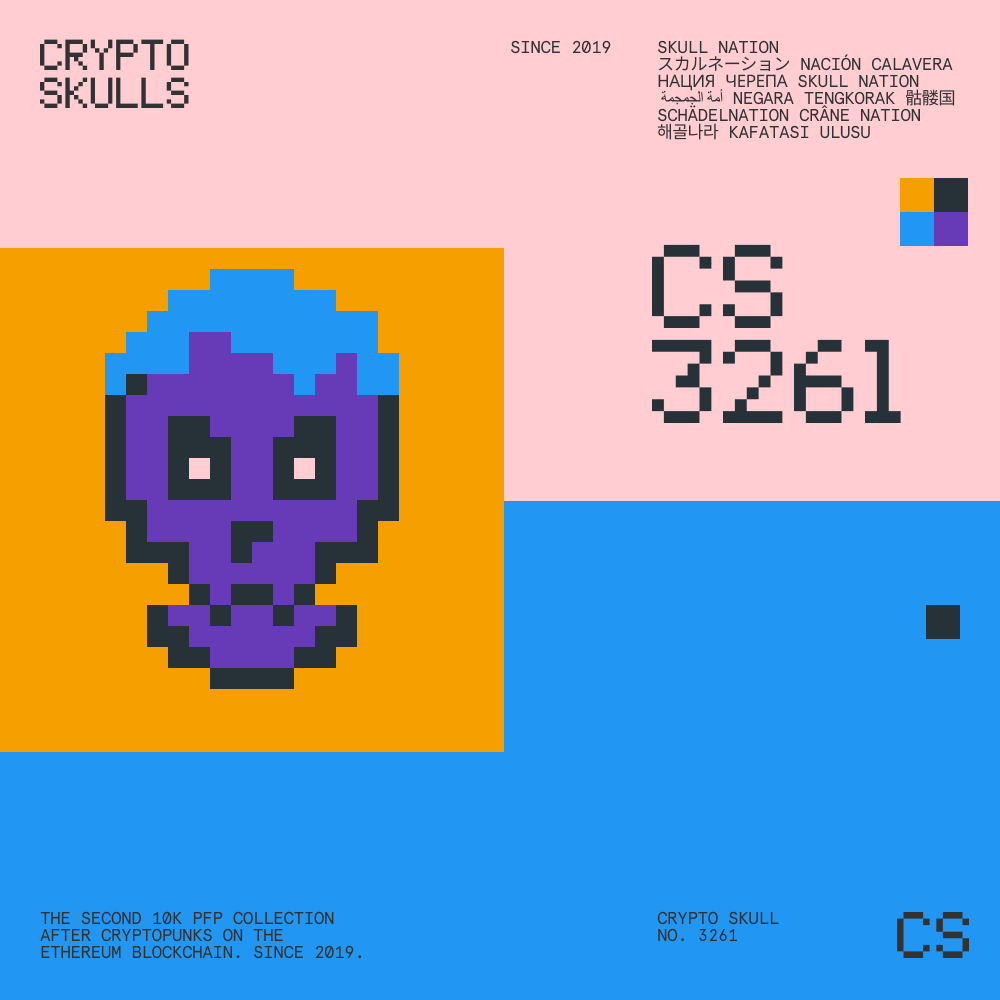 CRYPTO
SKULLS
SINCE 2019
SKULL NATION
スカルネーション NACIÓN CALAVERA
НАЦИЯ ЧЕРЕПА SKULL NATION
أمة الجمجمة NEGARA TENGKORAK 骷髅国
SCHÄDELNATION CRÂNE NATION
해골나라 KAFATASI ULUSU
CS
3261
THE SECOND 10K PFP COLLECTION
AFTER CRYPTOPUNKS ON THE
ETHEREUM BLOCKCHAIN. SINCE 2019.
CRYPTO SKULL
NO. 3261
CS